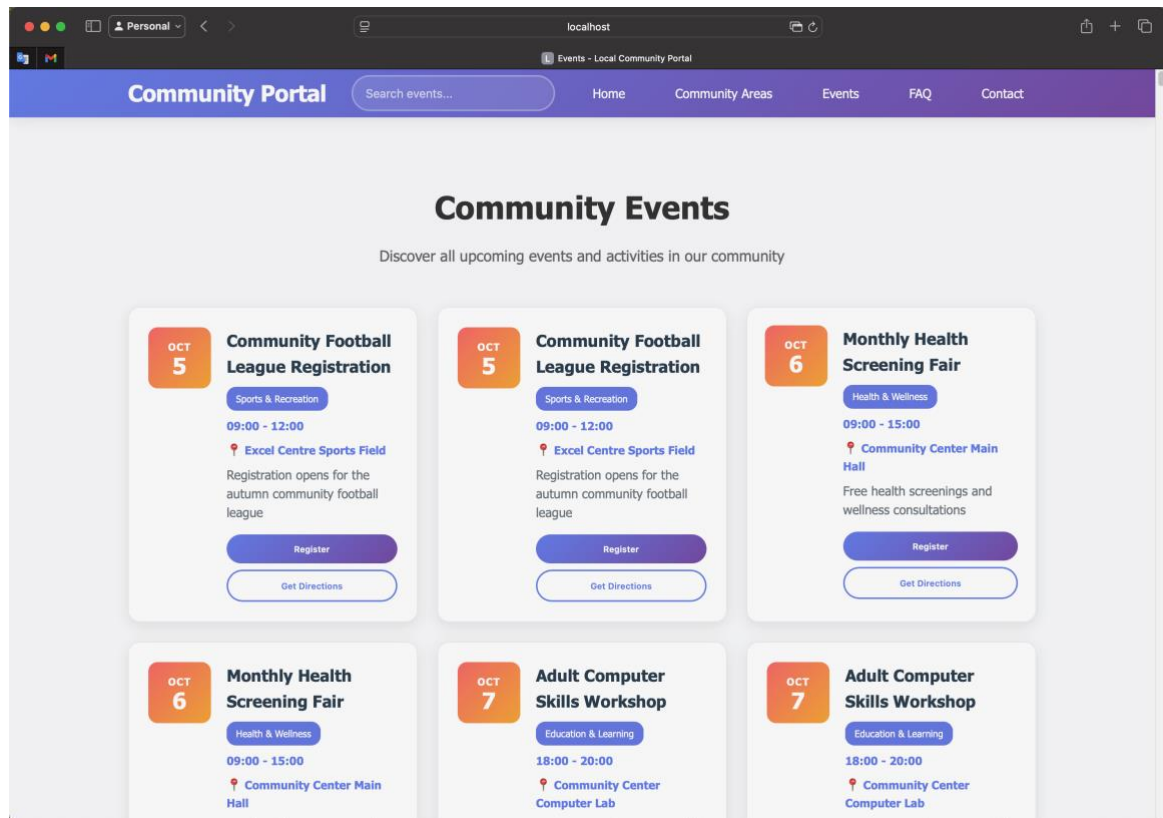 Personal
localhost
L Events - Local Community Portal
Community Portal
Search events...
Home
Community Areas
Events
FAQ
Contact
Community Events
Discover all upcoming events and activities in our community
OCT
5
Community Football
League Registration
Sports & Recreation
09:00 - 12:00
Excel Centre Sports Field
Registration opens for the
autumn community football
league
Register
Get Directions
OCT
5
Community Football
League Registration
Sports & Recreation
09:00 - 12:00
Excel Centre Sports Field
Registration opens for the
autumn community football
league
Register
Get Directions
OCT
6
Monthly Health
Screening Fair
Health & Wellness
09:00 - 15:00
Community Center Main
Hall
Free health screenings and
wellness consultations
Register
Get Directions
OCT
6
Monthly Health
Screening Fair
Health & Wellness
09:00 - 15:00
Community Center Main
Hall
OCT
7
Adult Computer
Skills Workshop
Education & Learning
18:00 - 20:00
Community Center
Computer Lab
OCT
7
Adult Computer
Skills Workshop
Education & Learning
18:00 - 20:00
Community Center
Computer Lab